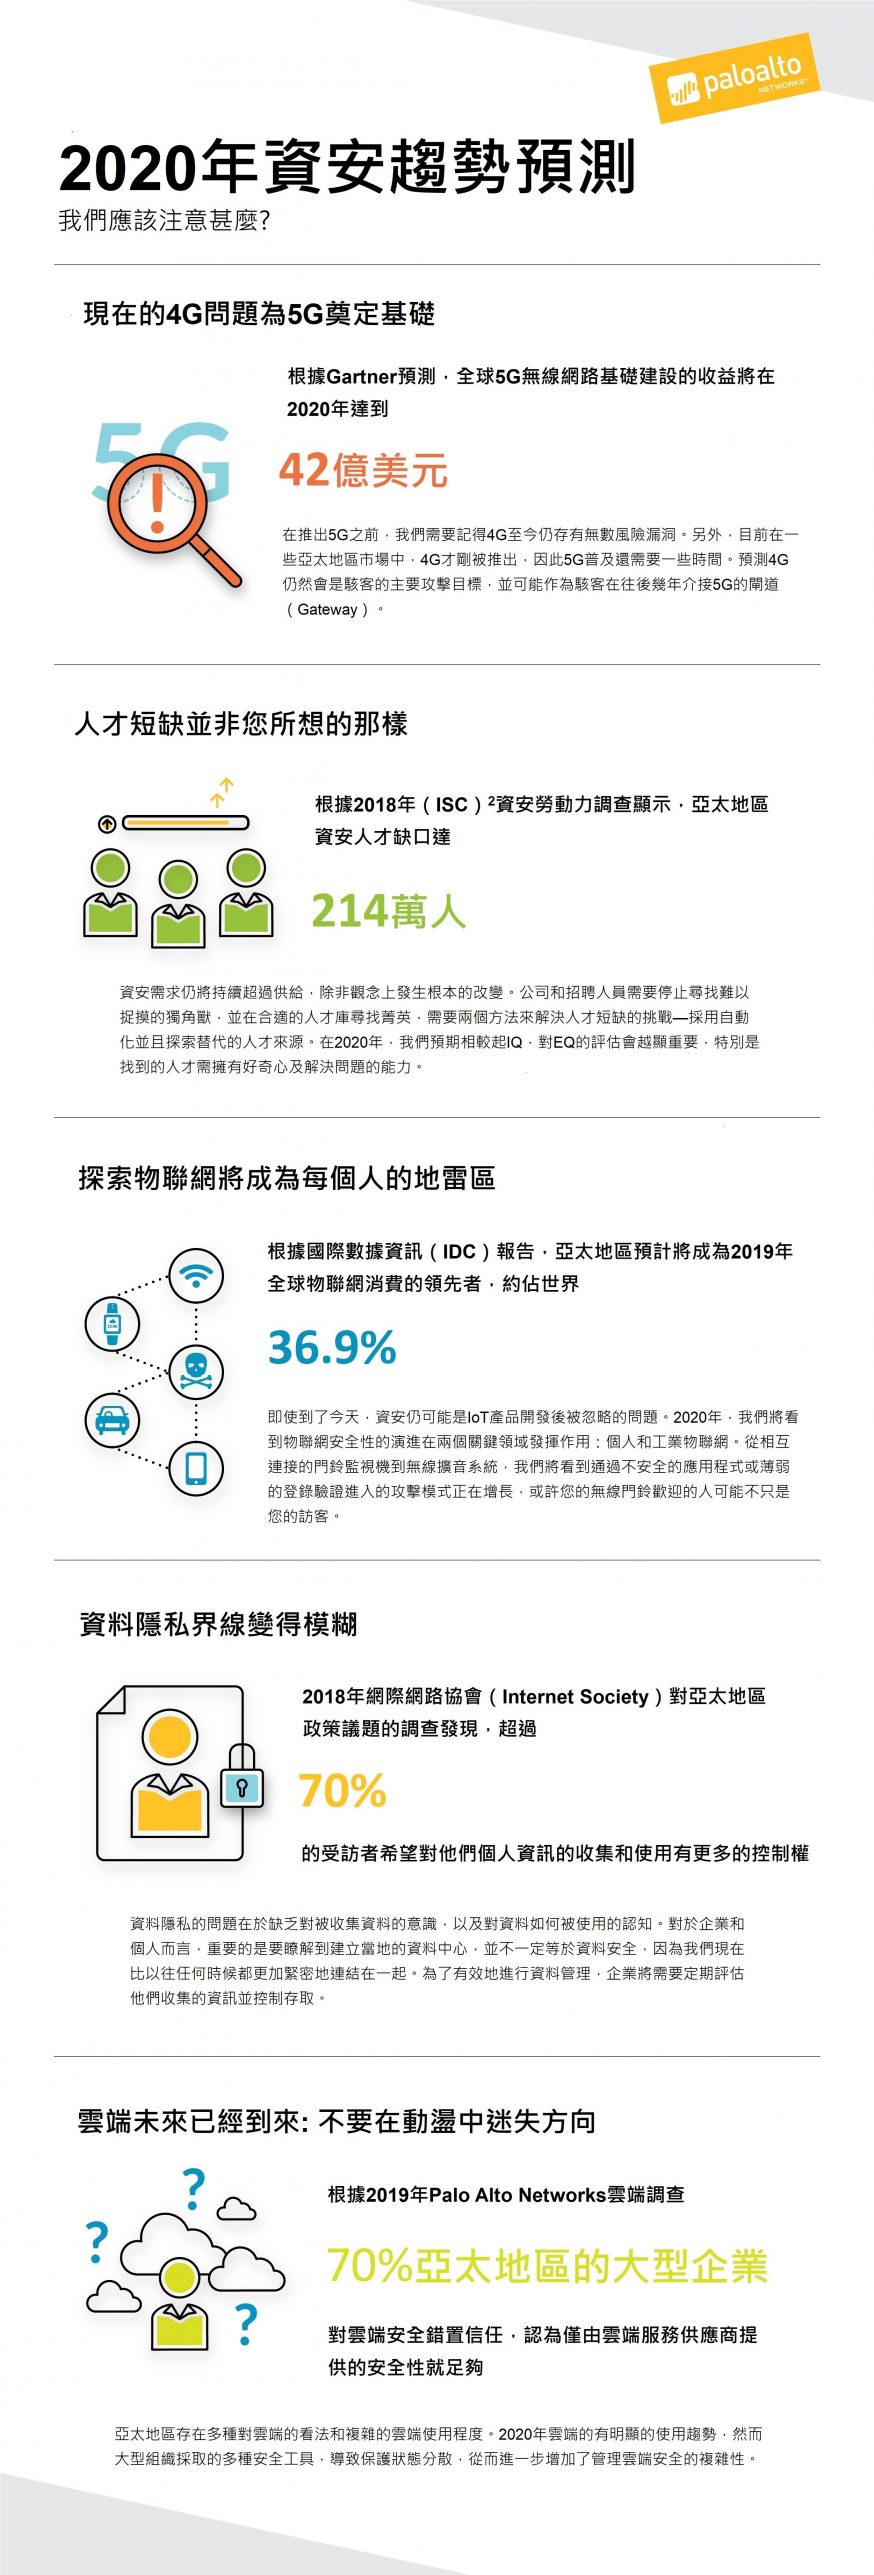 paloalto
NETWORKS®
2020年資安趨勢預測
我們應該注意甚麼?
現在的4G問題為5G奠定基礎
5G
根據Gartner預測，全球5G無線網路基礎建設的收益將在
2020年達到
42億美元
在推出5G之前，我們需要記得4G至今仍存有無數風險漏洞。另外，目前在一
些亞太地區市場中，4G才剛被推出，因此5G普及還需要一些時間。預測4G
仍然會是駭客的主要攻擊目標，並可能作為駭客在往後幾年介接5G的閘道
（Gateway）。
人才短缺並非您所想的那樣
根據2018年（ISC）²資安勞動力調查顯示，亞太地區
資安人才缺口達
214萬人
資安需求仍將持續超過供給，除非觀念上發生根本的改變。公司和招聘人員需要停止尋找難以
捉摸的獨角獸，並在合適的人才庫尋找菁英，需要兩個方法來解決人才短缺的挑戰—採用自動
化並且探索替代的人才來源。在2020年，我們預期相較起IQ，對EQ的評估會越顯重要，特別是
找到的人才需擁有好奇心及解決問題的能力。
探索物聯網將成為每個人的地雷區
根據國際數據資訊（IDC）報告，亞太地區預計將成為2019年
全球物聯網消費的領先者，約佔世界
36.9%
即使到了今天，資安仍可能是IoT產品開發後被忽略的問題。2020年，我們將看
到物聯網安全性的演進在兩個關鍵領域發揮作用：個人和工業物聯網。從相互
連接的門鈴監視機到無線擴音系統，我們將看到通過不安全的應用程式或薄弱
的登錄驗證進入的攻擊模式正在增長，或許您的無線門鈴歡迎的人可能不只是
您的訪客。
資料隱私界線變得模糊
2018年網際網路協會（Internet Society）對亞太地區
政策議題的調查發現，超過
70%
的受訪者希望對他們個人資訊的收集和使用有更多的控制權
資料隱私的問題在於缺乏對被收集資料的意識，以及對資料如何被使用的認知。對於企業和
個人而言，重要的是要瞭解到建立當地的資料中心，並不一定等於資料安全，因為我們現在
比以往任何時候都更加緊密地連結在一起。為了有效地進行資料管理，企業將需要定期評估
他們收集的資訊並控制存取。
雲端未來已經到來: 不要在動盪中迷失方向
根據2019年Palo Alto Networks雲端調查
70%亞太地區的大型企業
對雲端安全錯置信任，認為僅由雲端服務供應商提
供的安全性就足夠
亞太地區存在多種對雲端的看法和複雜的雲端使用程度。2020年雲端的有明顯的使用趨勢，然而
大型組織採取的多種安全工具，導致保護狀態分散，從而進一步增加了管理雲端安全的複雜性。